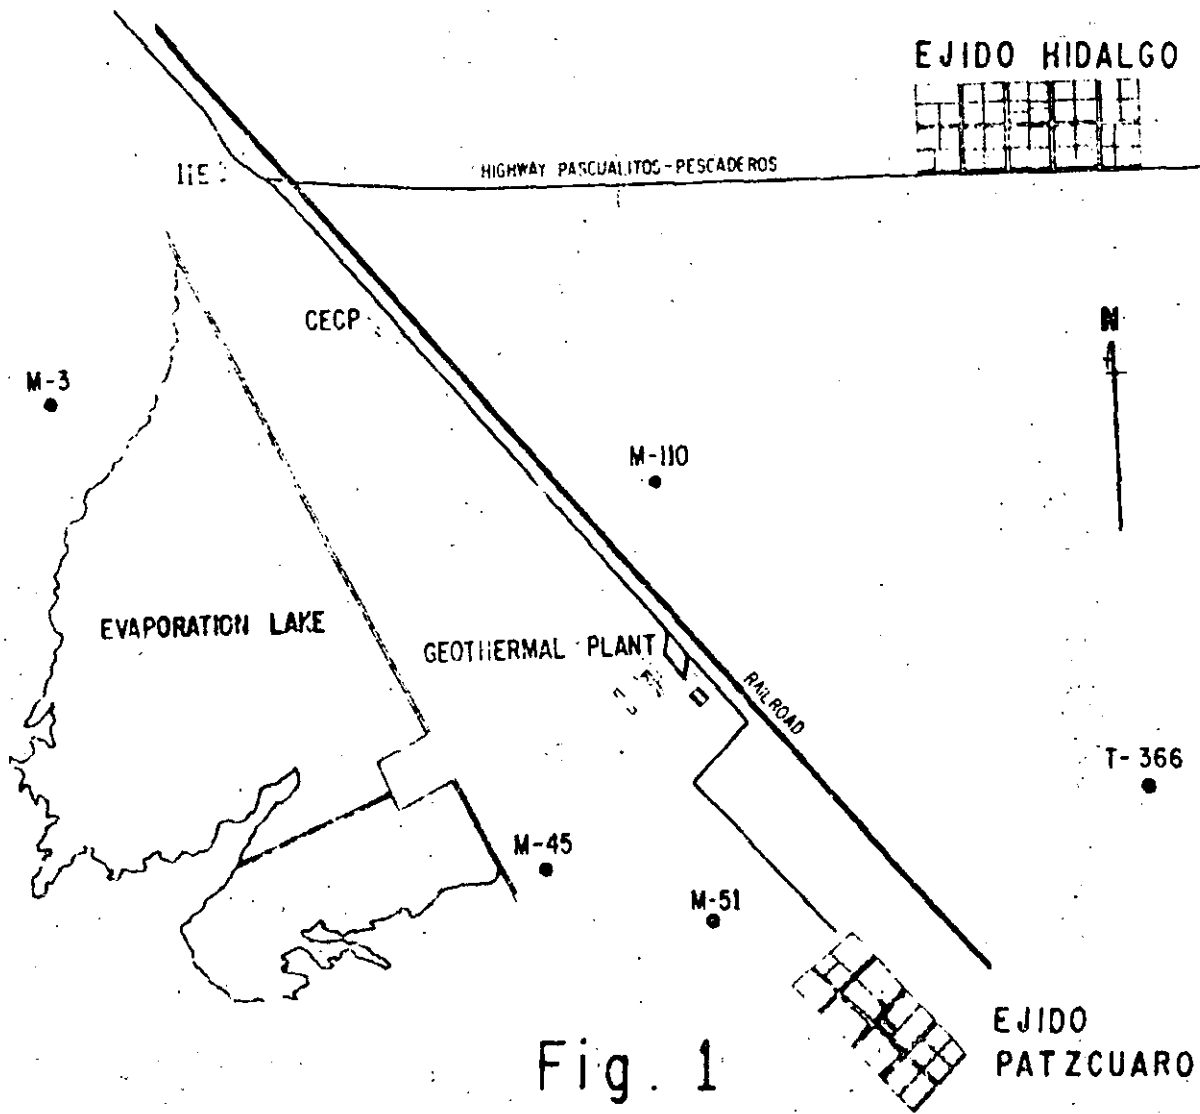 EJIDO HIDALGO
IIE
HIGHWAY PASCUALITOS-PESCADEROS
CECP
N
M-3
M-110
EVAPORATION LAKE
GEOTHERMAL PLANT
RAILROAD
T-366
M-45
M-51
EJIDO
PATZCUARO
Fig. 1